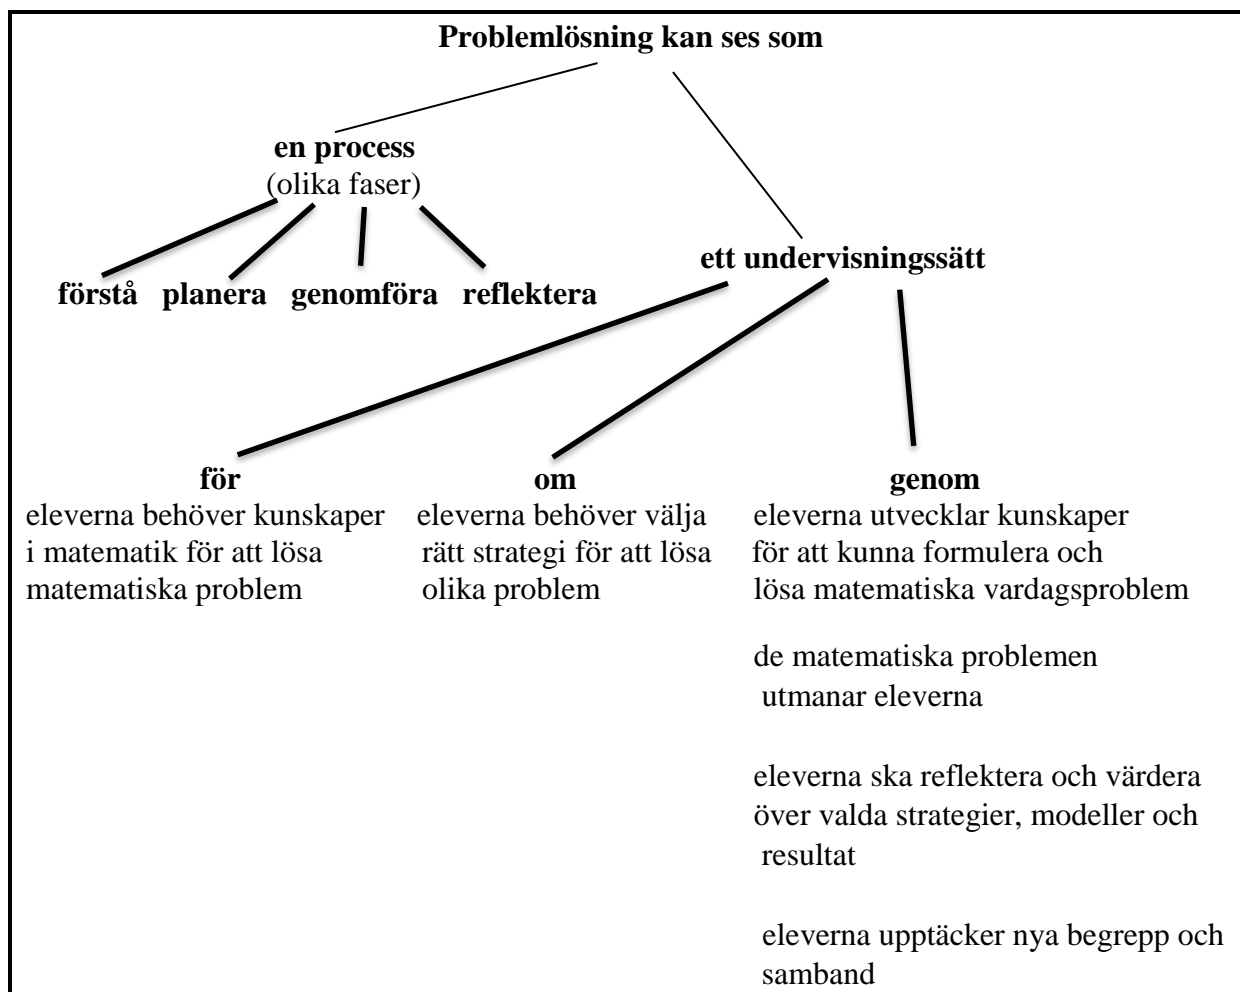 Problemlösning kan ses som
en process
(olika faser)
ett undervisningssätt
förstå planera genomföra reflektera
för
eleverna behöver kunskaper
i matematik för att lösa
matematiska problem
om
eleverna behöver välja
rätt strategi för att lösa
olika problem
genom
eleverna utvecklar kunskaper
för att kunna formulera och
lösa matematiska vardagsproblem
de matematiska problemen
utmanar eleverna
eleverna ska reflektera och värdera
över valda strategier, modeller och
resultat
eleverna upptäcker nya begrepp och
samband